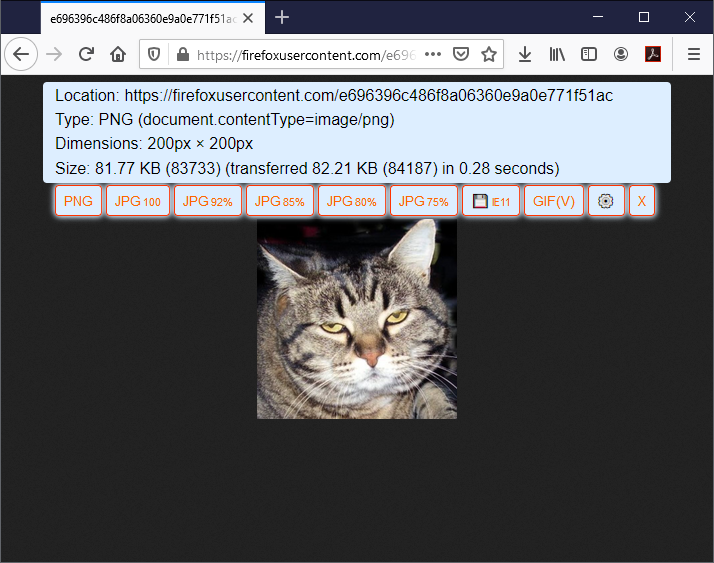 e696396c486f8a06360e9a0e771f51ac
https://firefoxusercontent.com/e696
Location: https://firefoxusercontent.com/e696396c486f8a06360e9a0e771f51ac
Type: PNG (document.contentType=image/png)
Dimensions: 200px × 200px
Size: 81.77 KB (83733) (transferred 82.21 KB (84187) in 0.28 seconds)
PNG JPG 100 JPG 92% JPG 85% JPG 80% JPG 75% IE11 GIF(V) X